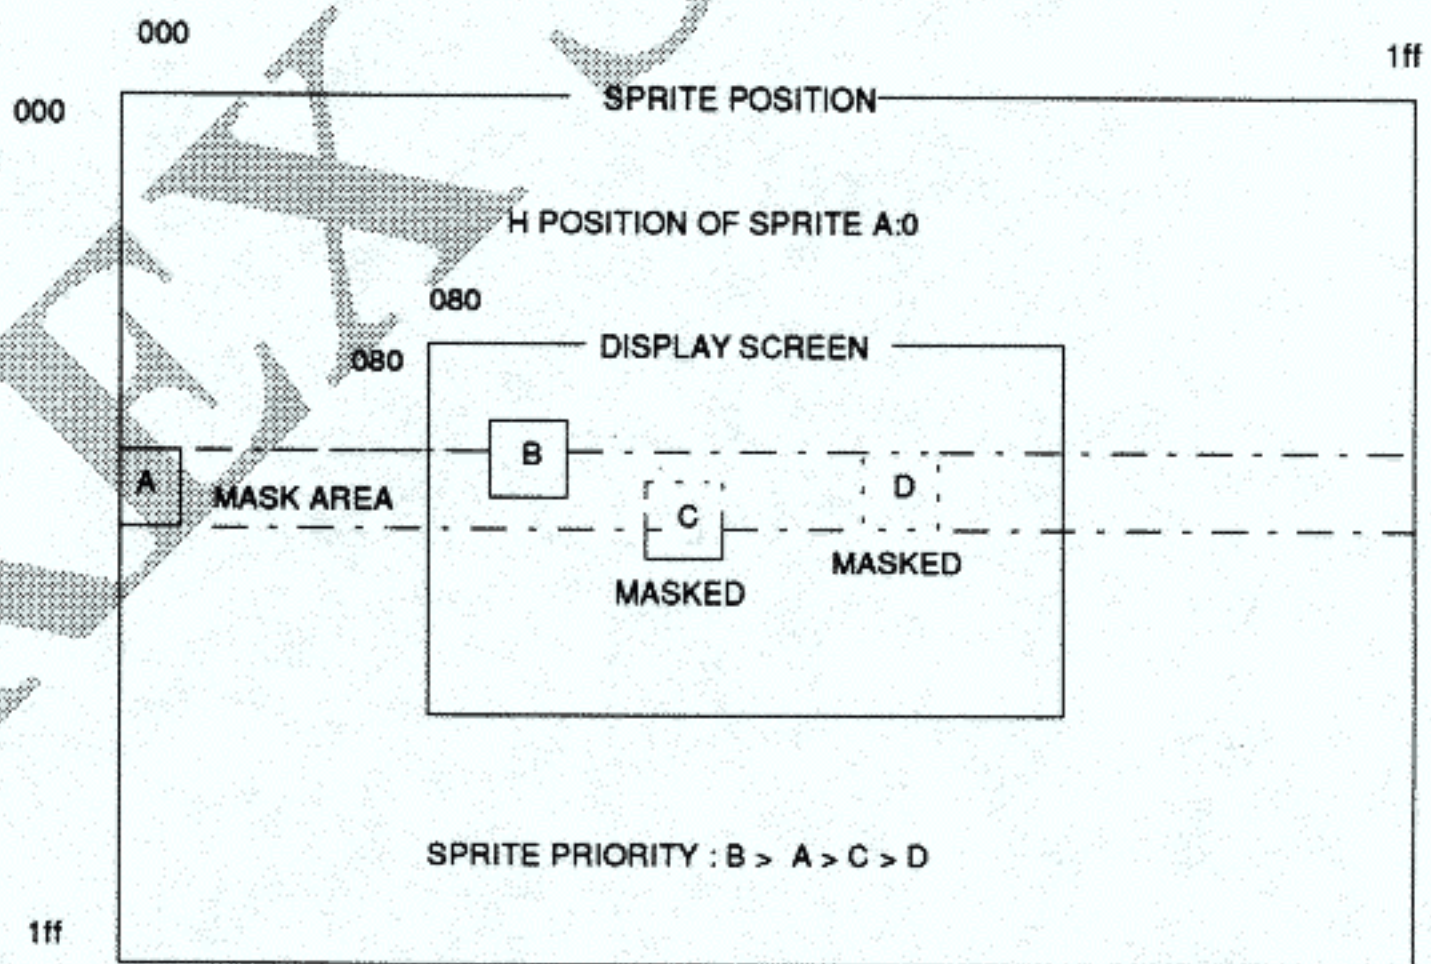 000
1ff
000
SPRITE POSITION
H POSITION OF SPRITE A:0
080
080
DISPLAY SCREEN
B
A
MASK AREA
D
C
MASKED
MASKED
SPRITE PRIORITY : B > A > C > D
1ff